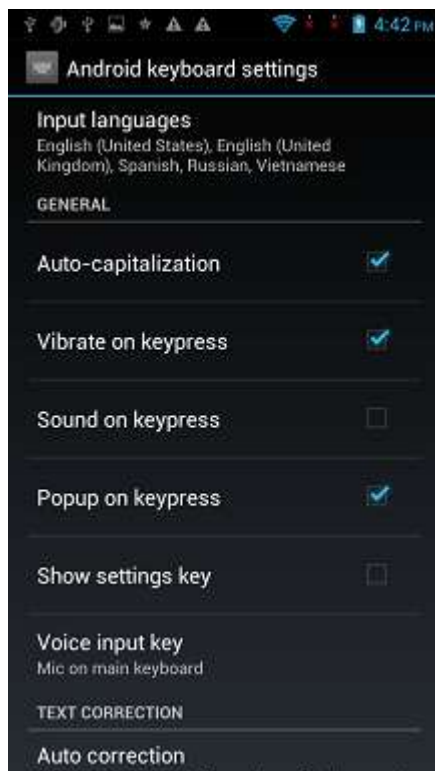 4:42 PM
Android keyboard settings
Input languages
English (United States), English (United
Kingdom), Spanish, Russian, Vietnamese
GENERAL
Auto-capitalization
Vibrate on keypress
Sound on keypress
Popup on keypress
Show settings key
Voice input key
Mic on main keyboard
TEXT CORRECTION
Auto correction